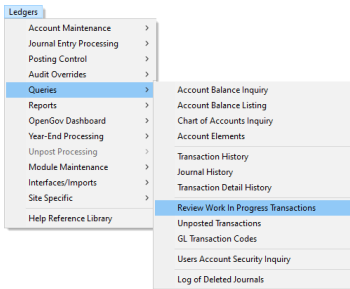 Ledgers
Account Maintenance
Journal Entry Processing
Posting Control
Audit Overrides
Queries
Reports
OpenGov Dashboard
Year-End Processing
Unpost Processing
Module Maintenance
Interfaces/Imports
Site Specific
Help Reference Library
Account Balance Inquiry
Account Balance Listing
Chart of Accounts Inquiry
Account Elements
Transaction History
Journal History
Transaction Detail History
Review Work In Progress Transactions
Unposted Transactions
GL Transaction Codes
Users Account Security Inquiry
Log of Deleted Journals